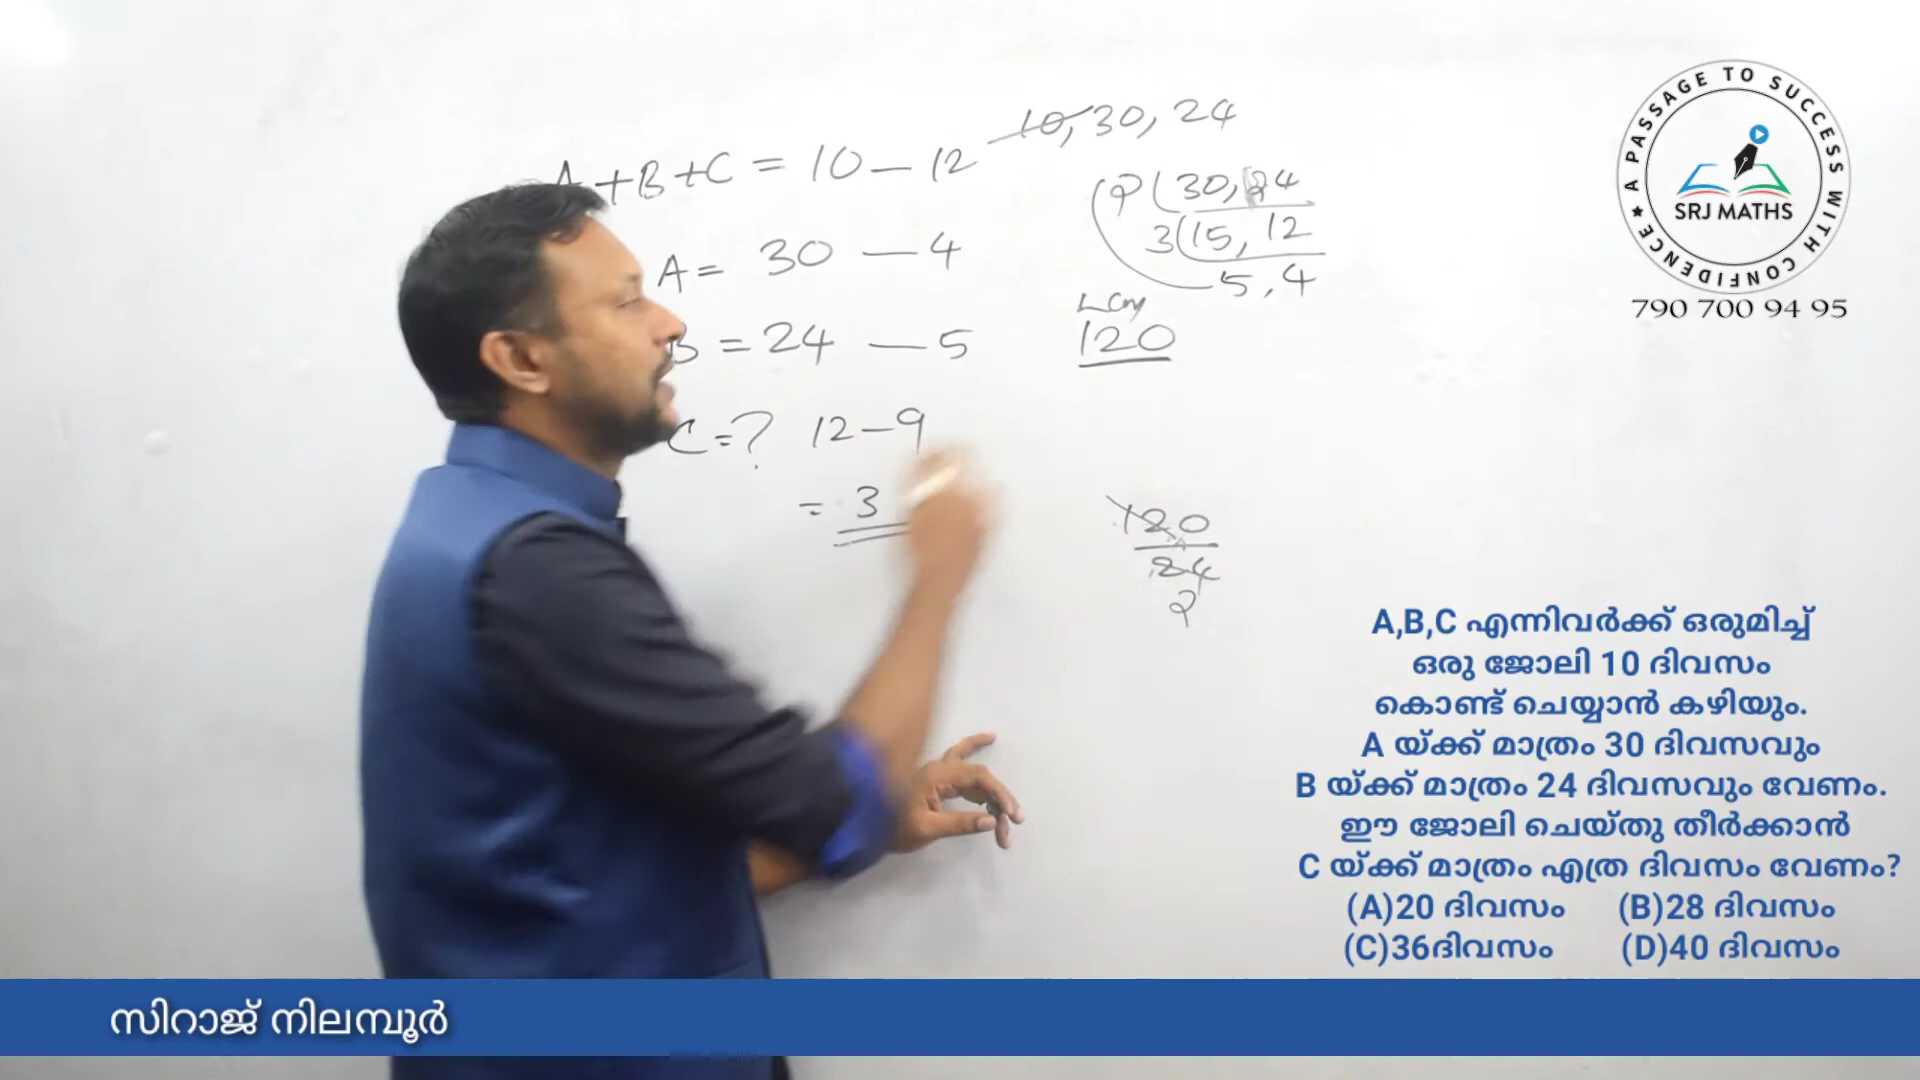 A+B+C = 10 — 12
10, 30, 24
2(30, 24
3(15, 12
5, 4
A = 30 — 4
Lcm
120
B = 24 — 5
C = ? 12 – 9
= 3
120
24
2
A PASSAGE TO SUCCESS WITH CONFIDENCE ★
SRJ MATHS
790 700 94 95
A,B,C എന്നിവർക്ക് ഒരുമിച്ച്
ഒരു ജോലി 10 ദിവസം
കൊണ്ട് ചെയ്യാൻ കഴിയും.
A യ്ക്ക് മാത്രം 30 ദിവസവും
B യ്ക്ക് മാത്രം 24 ദിവസവും വേണം.
ഈ ജോലി ചെയ്തു തീർക്കാൻ
C യ്ക്ക് മാത്രം എത്ര ദിവസം വേണം?
(A)20 ദിവസം (B)28 ദിവസം
(C)36ദിവസം (D)40 ദിവസം
സിറാജ് നിലമ്പൂർ